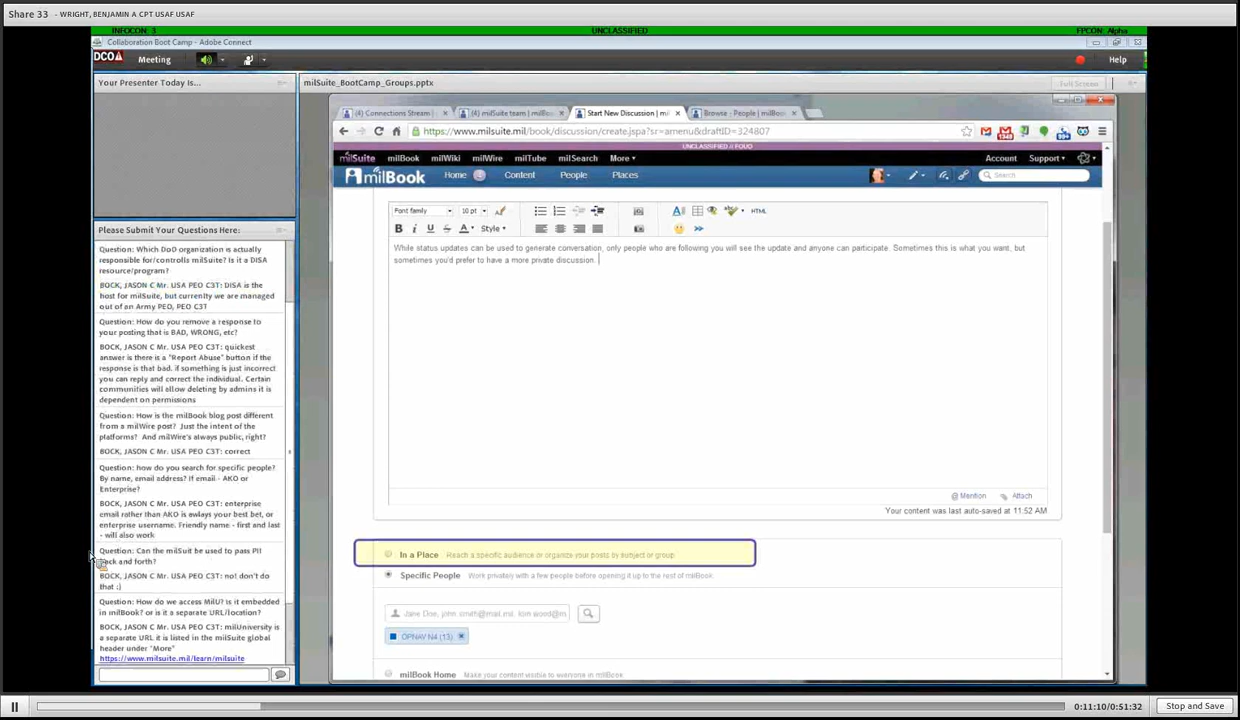 Share 33 - WRIGHT, BENJAMIN A CPT USAF USAF
INFOCON: 3 UNCLASSIFIED FPCON: Alpha
Collaboration Boot Camp - Adobe Connect
DCO Meeting Help
Your Presenter Today Is...
Please Submit Your Questions Here:
Question: Which DoD organization is actually
responsible for/controlls milSuite? Is it a DISA
resource/program?
BOCK, JASON C Mr. USA PEO C3T: DISA is the
host for milSuite, but currenlty we are managed
out of an Army PEO, PEO C3T
Question: How do you remove a response to
your posting that is BAD, WRONG, etc?
BOCK, JASON C Mr. USA PEO C3T: quickest
answer is there is a "Report Abuse" button if the
response is that bad. if something is just incorrect
you can reply and correct the individual. Certain
communities will allow deleting by admins it is
dependent on permissions
Question: How is the milBook blog post different
from a milWire post? Just the intent of the
platforms? And milWire's always public, right?
BOCK, JASON C Mr. USA PEO C3T: correct
Question: how do you search for specific people?
By name, email address? If email - AKO or
Enterprise?
BOCK, JASON C Mr. USA PEO C3T: enterprise
email rather than AKO is awlays your best bet, or
enterprise username. Friendly name - first and last
- will also work
Question: Can the milSuit be used to pass PII
back and forth?
BOCK, JASON C Mr. USA PEO C3T: no! don't do
that :)
Question: How do we access MilU? Is it embedded
in milBook? or is it a separate URL/location?
BOCK, JASON C Mr. USA PEO C3T: milUniversity is
a separate URL it is listed in the milSuite global
header under "More"
https://www.milsuite.mil/learn/milsuite
milSuite_BootCamp_Groups.pptx
Full Screen
(4) Connections Stream | (4) milSuite team | milBoo Start New Discussion | mil Browse - People | milBoo
https://www.milsuite.mil/book/discussion/create.jspa?sr=amenu&draftID=324807
UNCLASSIFIED // FOUO
milSuite milBook milWiki milWire milTube milSearch More Account Support
milBook Home Content People Places Search
Font family 10 pt HTML
B i U S A Style
While status updates can be used to generate conversation, only people who are following you will see the update and anyone can participate. Sometimes this is what you want, but
sometimes you'd prefer to have a more private discussion.
@ Mention Attach
Your content was last auto-saved at 11:52 AM
In a Place Reach a specific audience or organize your posts by subject or group.
Specific People Work privately with a few people before opening it up to the rest of milBook.
Jane Doe, john.smith@mail.mil, tom.wood@m
OPNAV N4 (13)
milBook Home Make your content visible to everyone in milBook.
0:11:10/0:51:32 Stop and Save